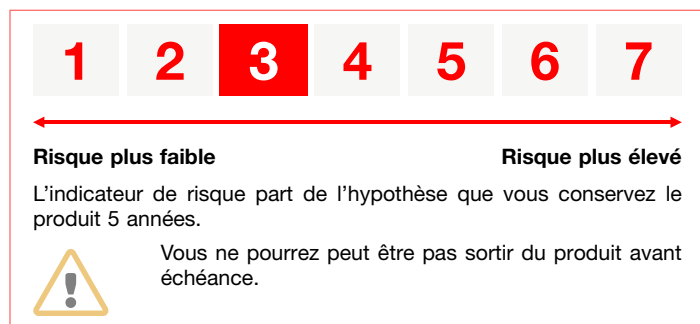 1 2 3 4 5 6 7
Risque plus faible Risque plus élevé
L'indicateur de risque part de l'hypothèse que vous conservez le
produit 5 années.
Vous ne pourrez peut être pas sortir du produit avant
échéance.